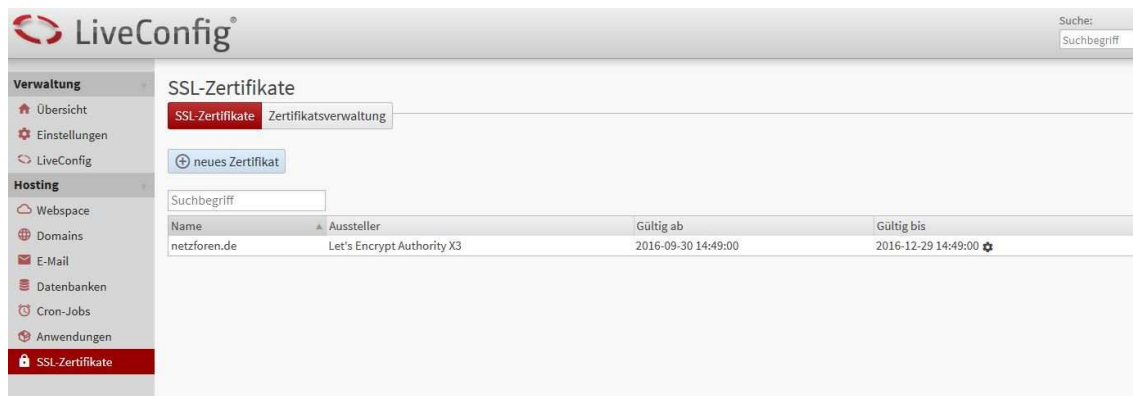 LiveConfig®
Suche:
Suchbegriff
Verwaltung
Übersicht
Einstellungen
LiveConfig
Hosting
Webspace
Domains
E-Mail
Datenbanken
Cron-Jobs
Anwendungen
SSL-Zertifikate
SSL-Zertifikate
SSL-Zertifikate Zertifikatsverwaltung
neues Zertifikat
Suchbegriff
Name Aussteller Gültig ab Gültig bis
netzforen.de Let's Encrypt Authority X3 2016-09-30 14:49:00 2016-12-29 14:49:00